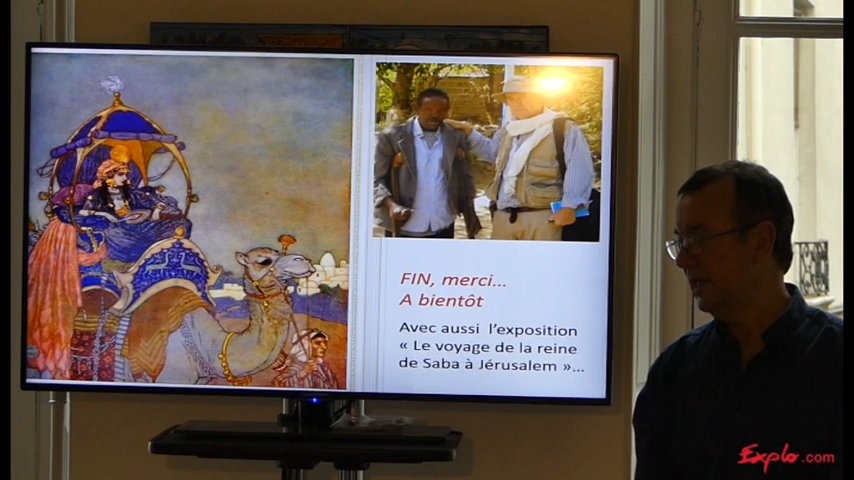 FIN, merci...
A bientôt
Avec aussi l'exposition
« Le voyage de la reine
de Saba à Jérusalem »...
Explo.com